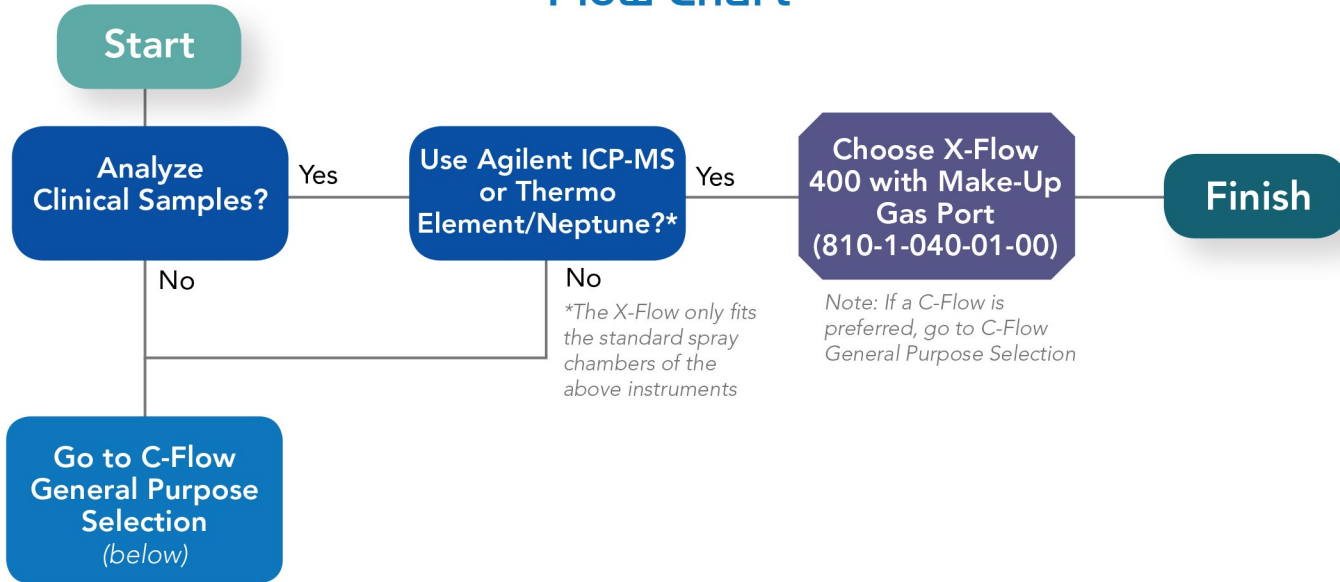 Flow Chart
Start
Analyze
Clinical Samples?
Yes
Use Agilent ICP-MS
or Thermo
Element/Neptune?*
Yes
Choose X-Flow
400 with Make-Up
Gas Port
(810-1-040-01-00)
Finish
No
No
*The X-Flow only fits
the standard spray
chambers of the
above instruments
Note: If a C-Flow is
preferred, go to C-Flow
General Purpose Selection
Go to C-Flow
General Purpose
Selection
(below)